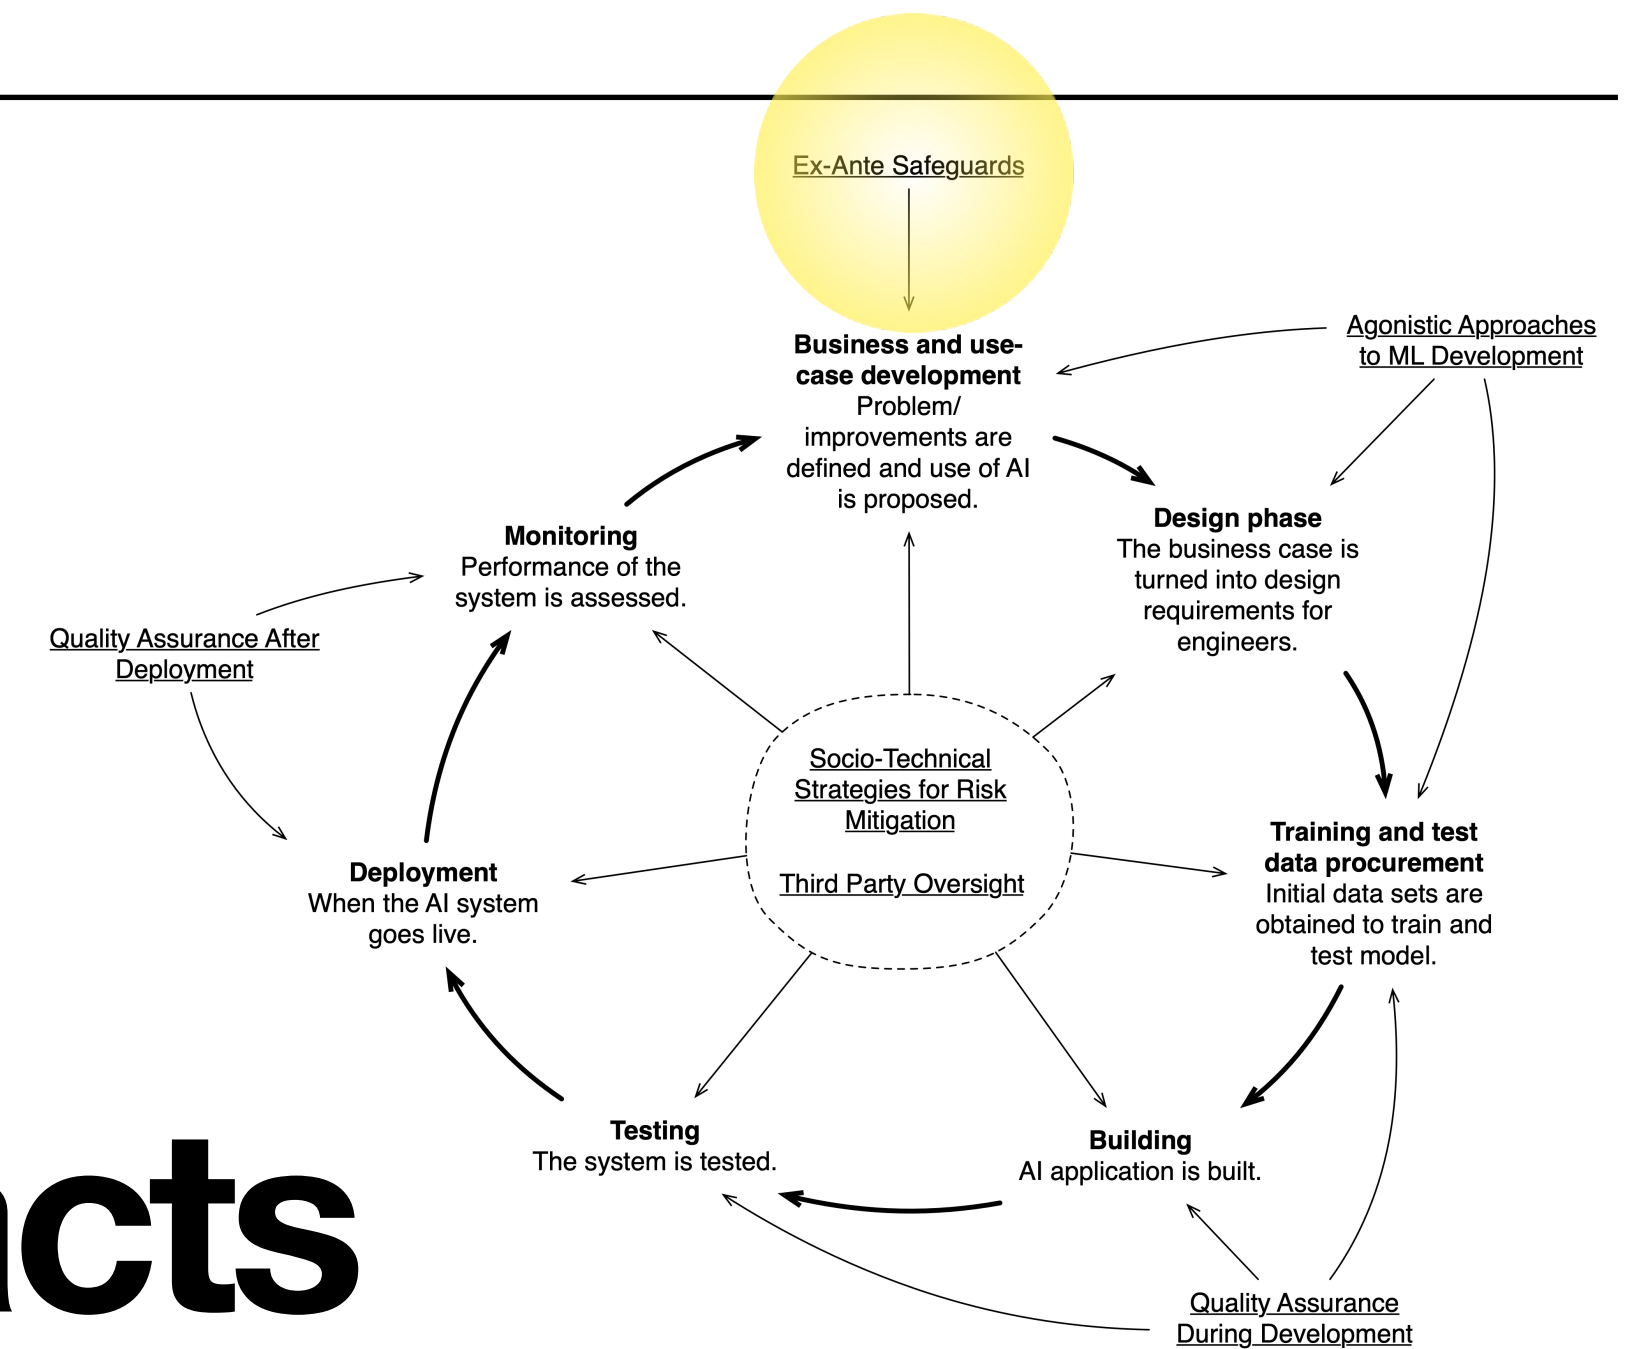 Ex-Ante Safeguards
Agonistic Approaches
to ML Development
Business and use-
case development
Problem/
improvements are
defined and use of AI
is proposed.
Design phase
The business case is
turned into design
requirements for
engineers.
Monitoring
Performance of the
system is assessed.
Quality Assurance After
Deployment
Socio-Technical
Strategies for Risk
Mitigation
Third Party Oversight
Training and test
data procurement
Initial data sets are
obtained to train and
test model.
Deployment
When the AI system
goes live.
Testing
The system is tested.
Building
AI application is built.
Quality Assurance
During Development
acts